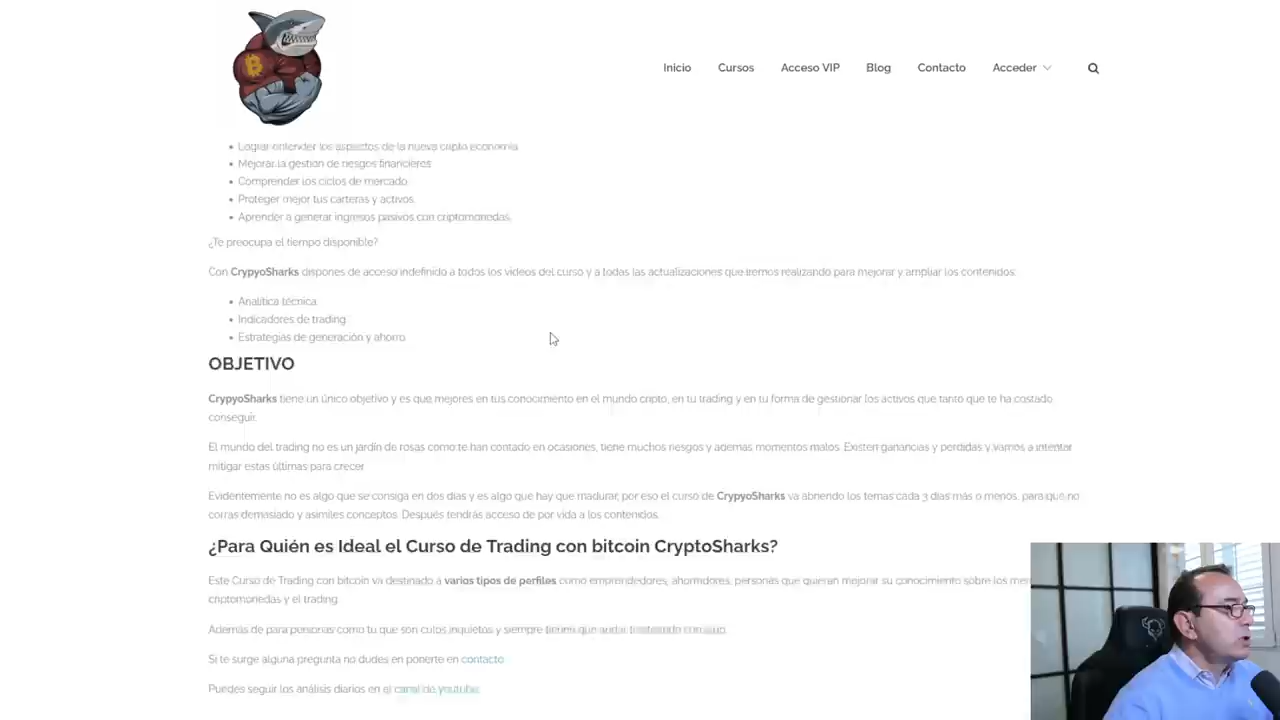 Inicio Cursos Acceso VIP Blog Contacto Acceder
Lograr entender los aspectos de la nueva cripto economía
Mejorar la gestión de riesgos financieros
Comprender los ciclos de mercado.
Proteger mejor tus carteras y activos.
Aprender a generar ingresos pasivos con criptomonedas.
¿Te preocupa el tiempo disponible?
Con CrypyoSharks dispones de acceso indefinido a todos los vídeos del curso y a todas las actualizaciones que iremos realizando para mejorar y ampliar los contenidos:
Analítica técnica.
Indicadores de trading
Estrategias de generación y ahorro.
OBJETIVO
CrypyoSharks tiene un único objetivo y es que mejores en tus conocimiento en el mundo cripto, en tu trading y en tu forma de gestionar los activos que tanto que te ha costado
conseguir.
El mundo del trading no es un jardín de rosas como te han contado en ocasiones, tiene muchos riesgos y ademas momentos malos. Existen ganancias y perdidas y vamos a intentar
mitigar estas últimas para crecer
Evidentemente no es algo que se consiga en dos días y es algo que hay que madurar, por eso el curso de CrypyoSharks va abriendo los temas cada 3 días más o menos, para que no
corras demasiado y asimiles conceptos. Después tendrás acceso de por vida a los contenidos.
¿Para Quién es Ideal el Curso de Trading con bitcoin CryptoSharks?
Este Curso de Trading con bitcoin va destinado a varios tipos de perfiles como emprendedores, ahorradores, personas que quieran mejorar su conocimiento sobre los
criptomonedas y el trading.
Además de para personas como tu que son culos inquietos y siempre tienen que andar
Si te surge alguna pregunta no dudes en ponerte en contacto
Puedes seguir los análisis diarios en el canal de youtube